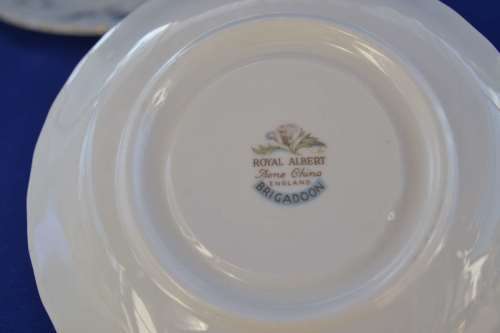 ROYAL ALBERT
Bone China
ENGLAND
BRIGADOON